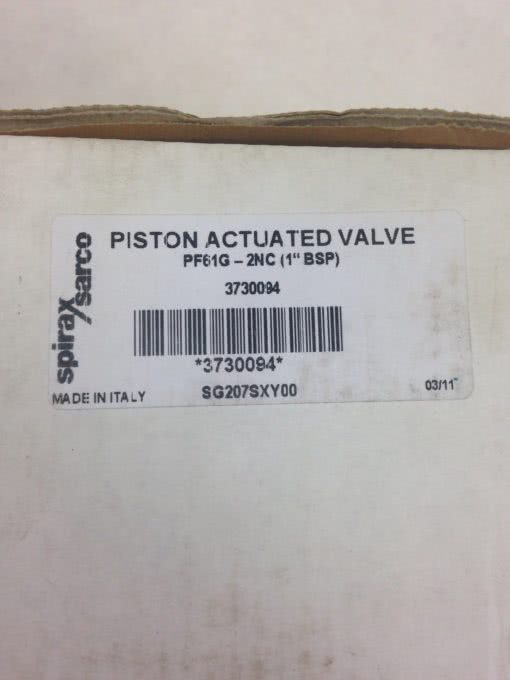 PISTON ACTUATED VALVE
PF61G – 2NC (1" BSP)
3730094
*3730094*
SG207SXY00
spirax
sarco
MADE IN ITALY
03/11